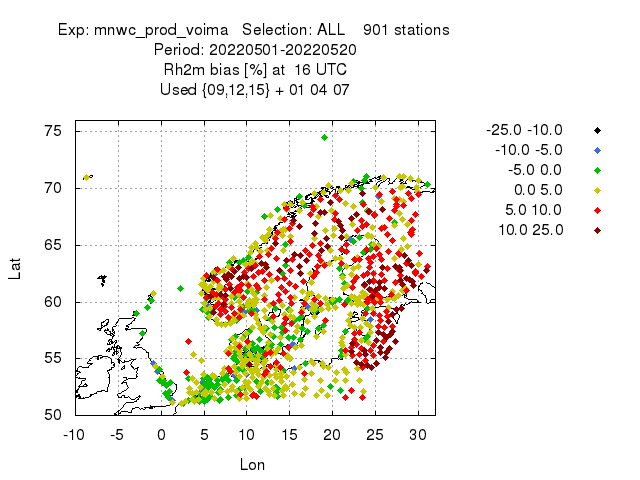 Exp: mnwc_prod_voima   Selection: ALL    901 stations
Period: 20220501-20220520
Rh2m bias [%] at  16 UTC
Used {09,12,15} + 01 04 07
-25.0 -10.0
-10.0 -5.0
-5.0 0.0
0.0 5.0
5.0 10.0
10.0 25.0
75
70
65
60
55
50
Lat
-10 -5 0 5 10 15 20 25 30
Lon